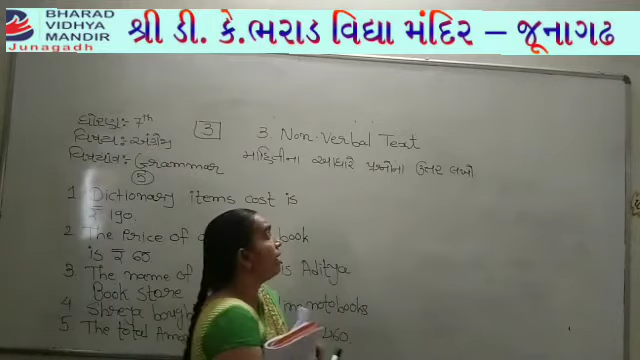 BHARAD
VIDHYA
MANDIR
Junagadh
શ્રી ડી. કે.ભરાડ વિદ્યા મંદિર – જૂનાગઢ
ધોરણ:- 7th
3
3. Non-Verbal Text
વિષય:- અંગ્રેજી
માહિતીના આધારે પ્રશ્નોના ઉત્તર લખો
Grammar
5
1 Dictionary items cost is
₹ 190.
2 The Price of book
is ₹ 60
3. The name of is Aditya
Book Store
4 Shreya notebooks
5. The total 460.